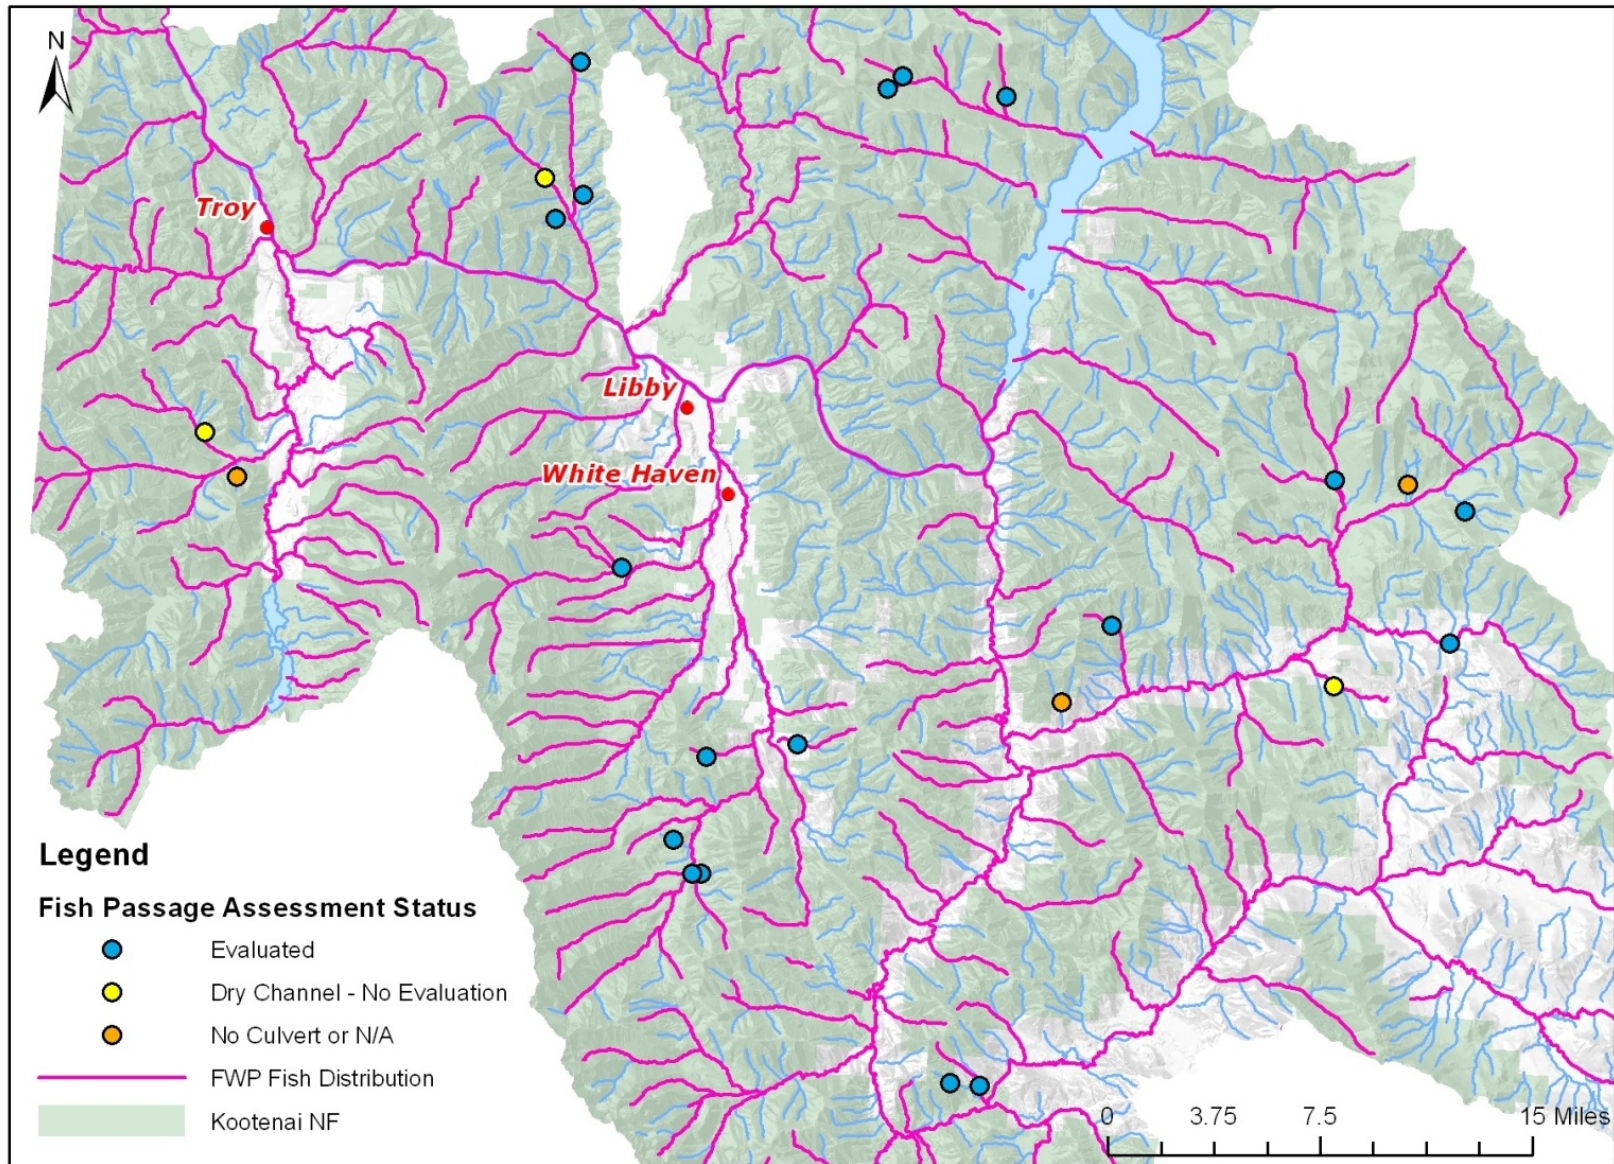 N
Troy
Libby
White Haven
Legend
Fish Passage Assessment Status
Evaluated
Dry Channel - No Evaluation
No Culvert or N/A
FWP Fish Distribution
Kootenai NF
0 3.75 7.5 15 Miles